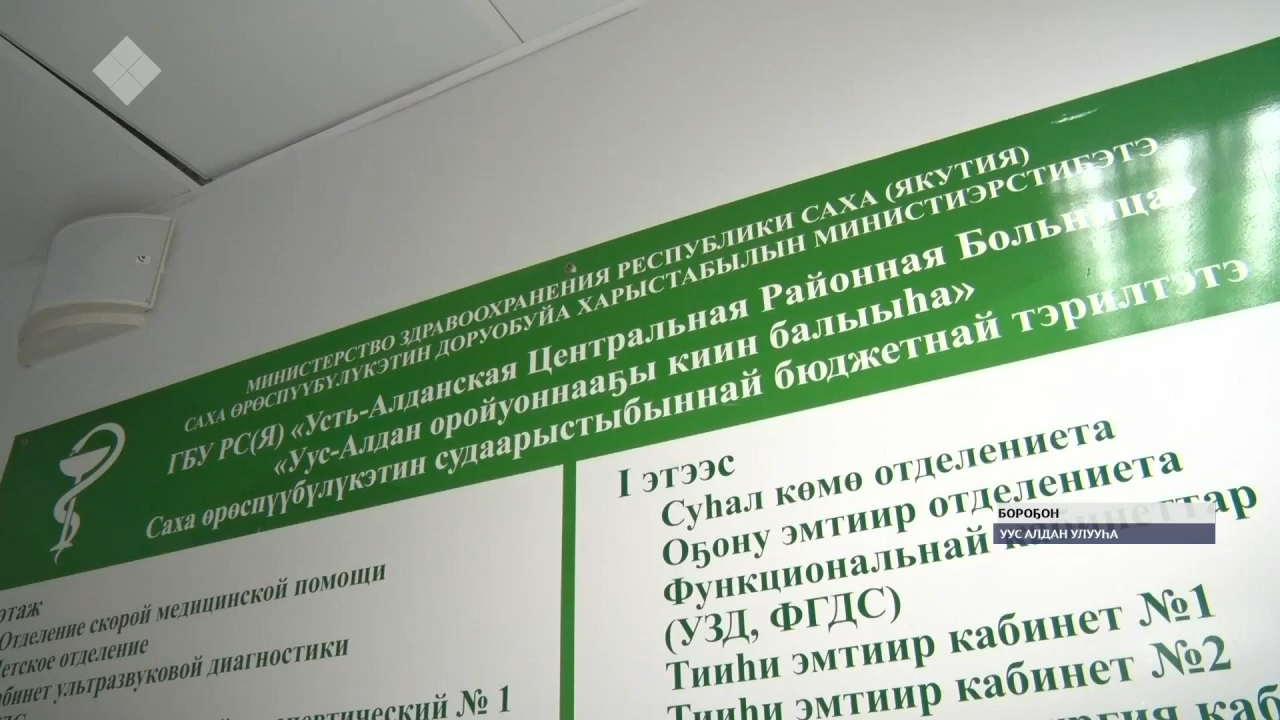 МИНИСТЕРСТВО ЗДРАВООХРАНЕНИЯ РЕСПУБЛИКИ САХА (ЯКУТИЯ)
САХА ӨРӨСПҮҮБҮЛҮКЭТИН ДОРУОБУЙА ХАРЫСТАБЫЛЫН МИНИСТИЭРСТИБЭТЭ
ГБУ РС(Я) «Усть-Алданская Центральная Районная Больница»
«Уус-Алдан оройуоннааҕы киин балыыһа»
Саха өрөспүүбүлүкэтин судаарыстыбыннай бюджетнай тэрилтэтэ
этаж
Отделение скорой медицинской помощи
Детское отделение
Кабинет ультразвуковой диагностики
№ 1
I этээс
Суһал көмө отделениета
Оҕону эмтиир отделениета
Функциональнай кабинеттар
(УЗД, ФГДС)
Тииһи эмтиир кабинет №1
Тииһи эмтиир кабинет №2
БОРОҔОН
УУС АЛДАН УЛУУҺА